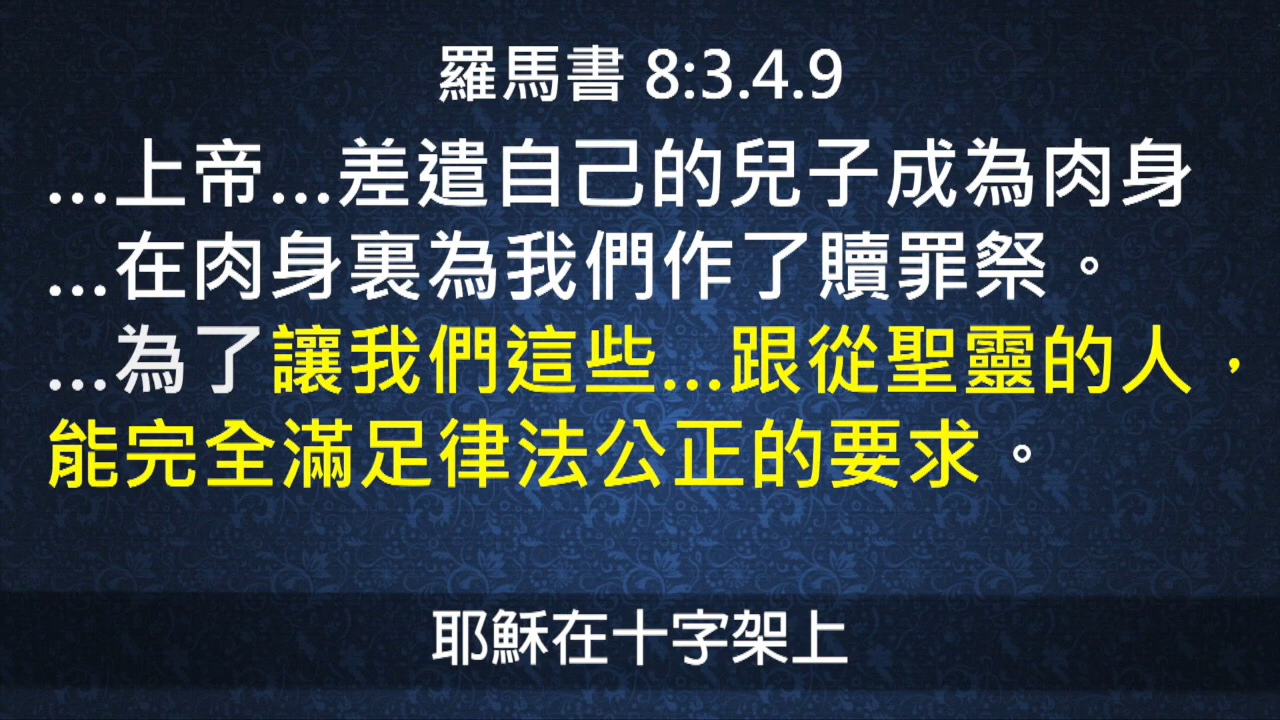 羅馬書 8:3.4.9
...上帝...差遣自己的兒子成為肉身
...在肉身裏為我們作了贖罪祭。
...為了讓我們這些...跟從聖靈的人，
能完全滿足律法公正的要求。
耶穌在十字架上